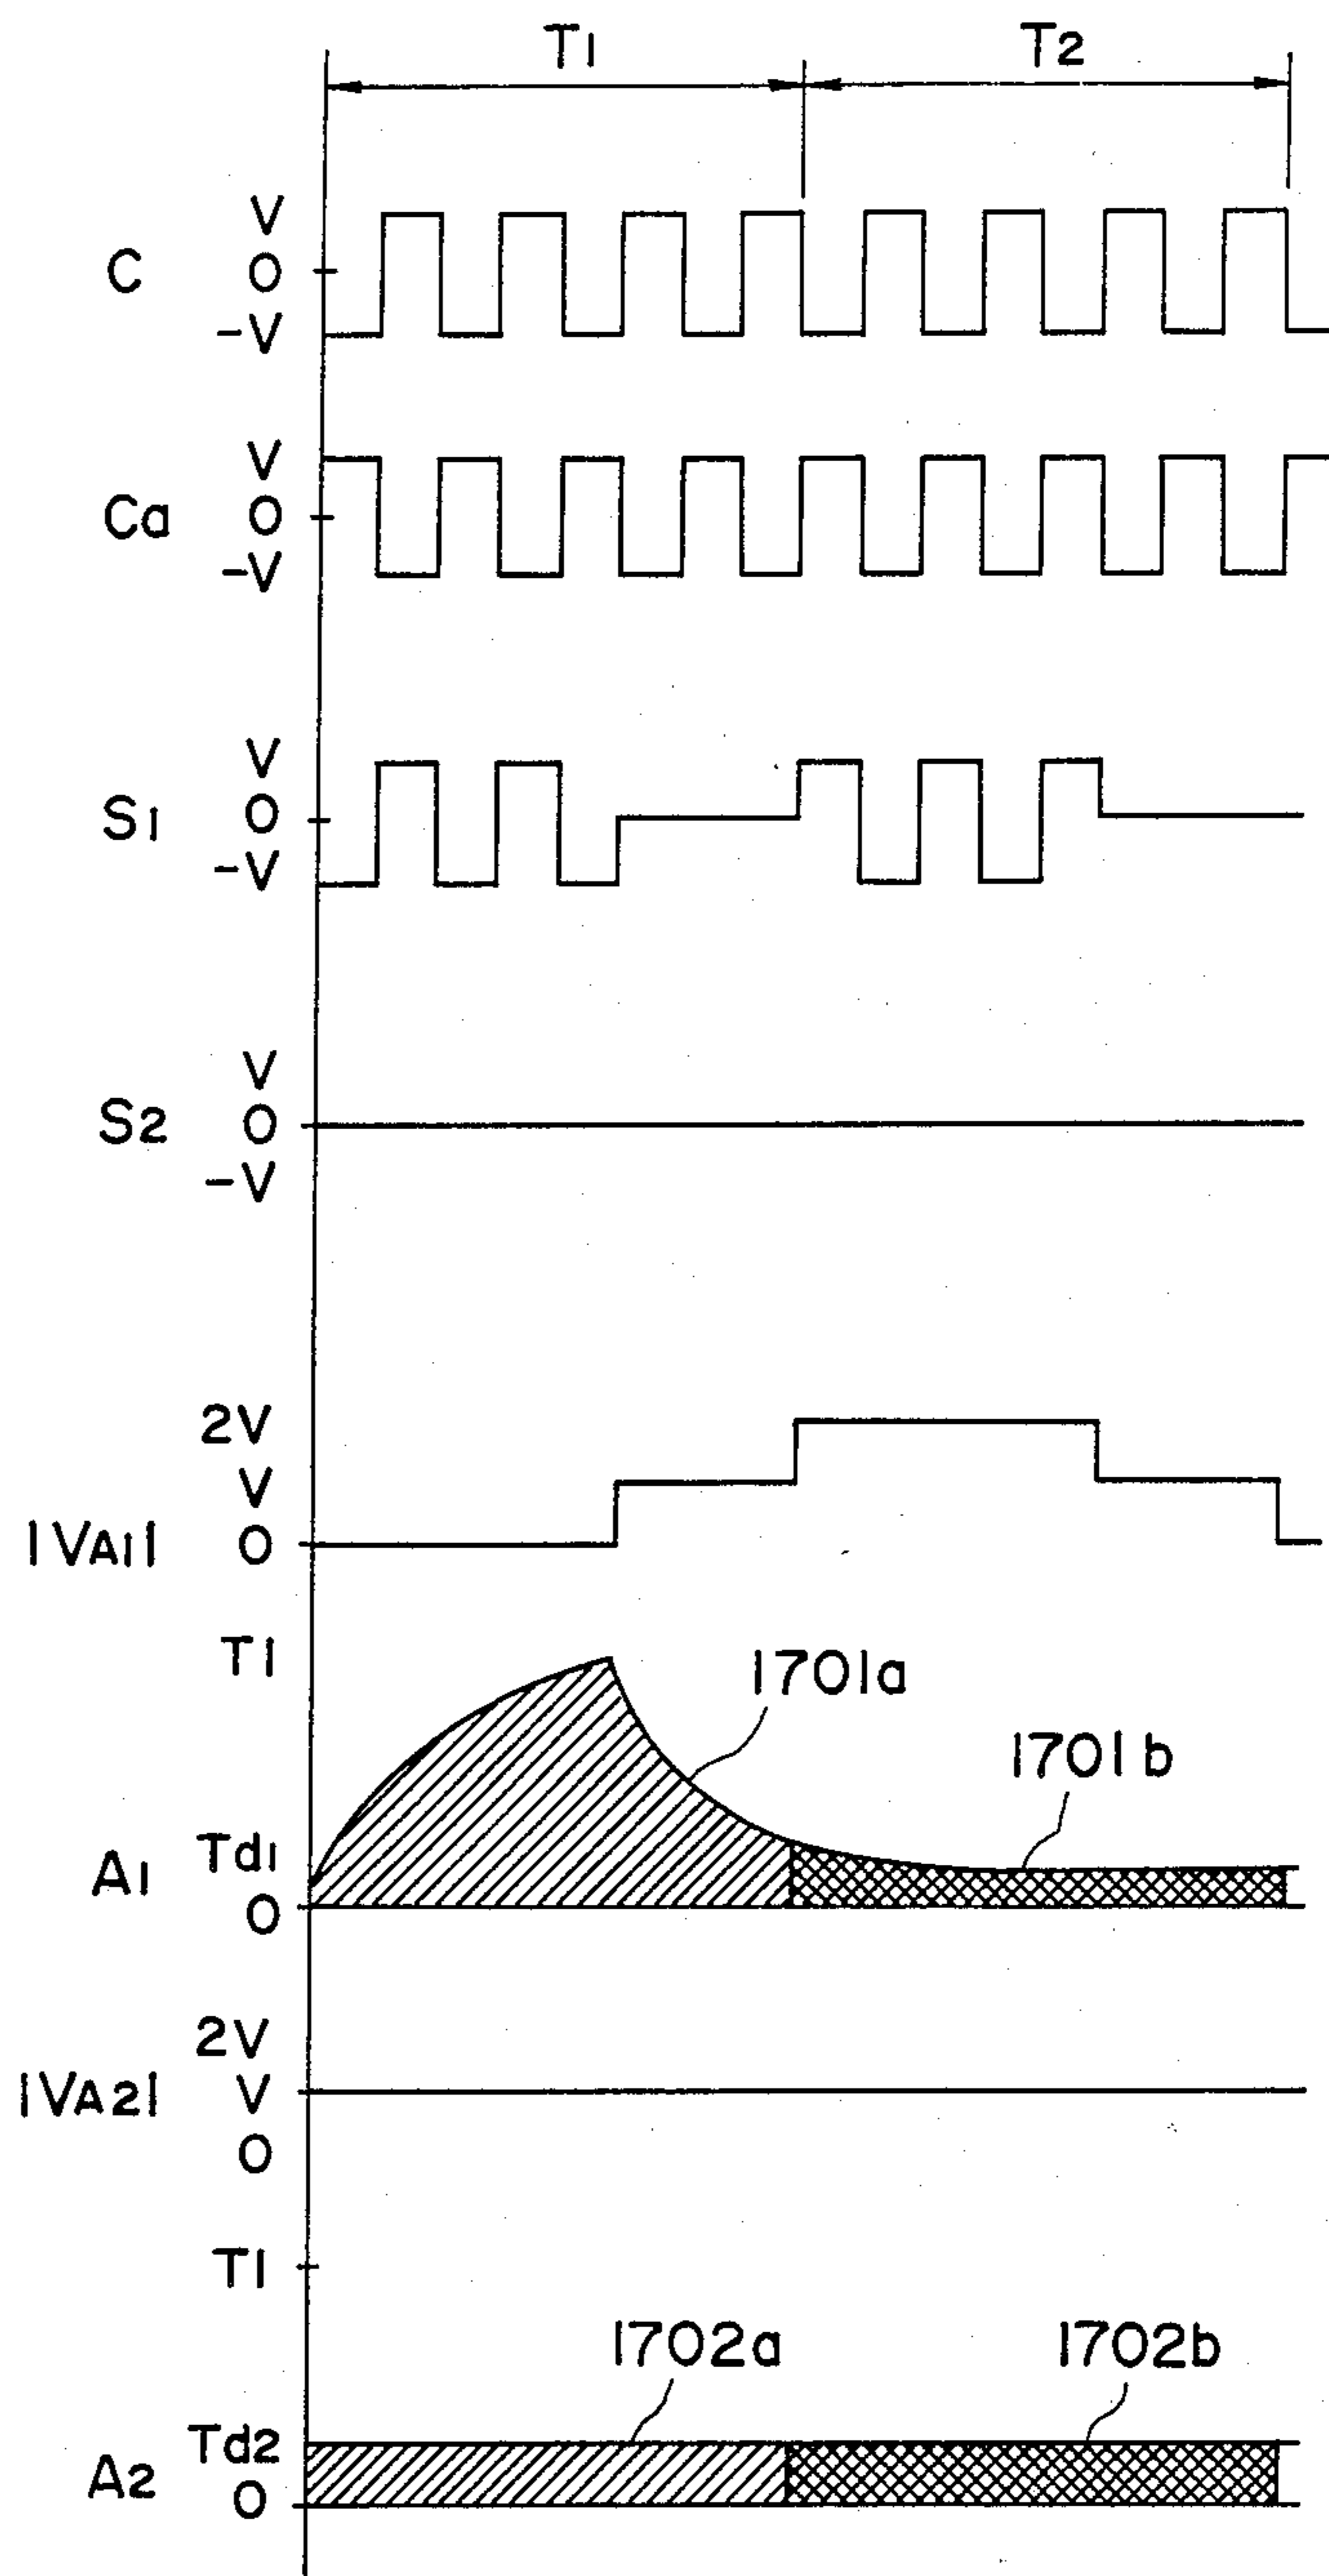 T1 T2
V
C 0
-V
V
Ca 0
-V
V
S1 0
-V
V
S2 0
-V
2V
V
|VA1| 0
T1
1701a
1701b
Td1
A1
0
2V
|VA2| V
0
T1
1702a 1702b
Td2
A2
0